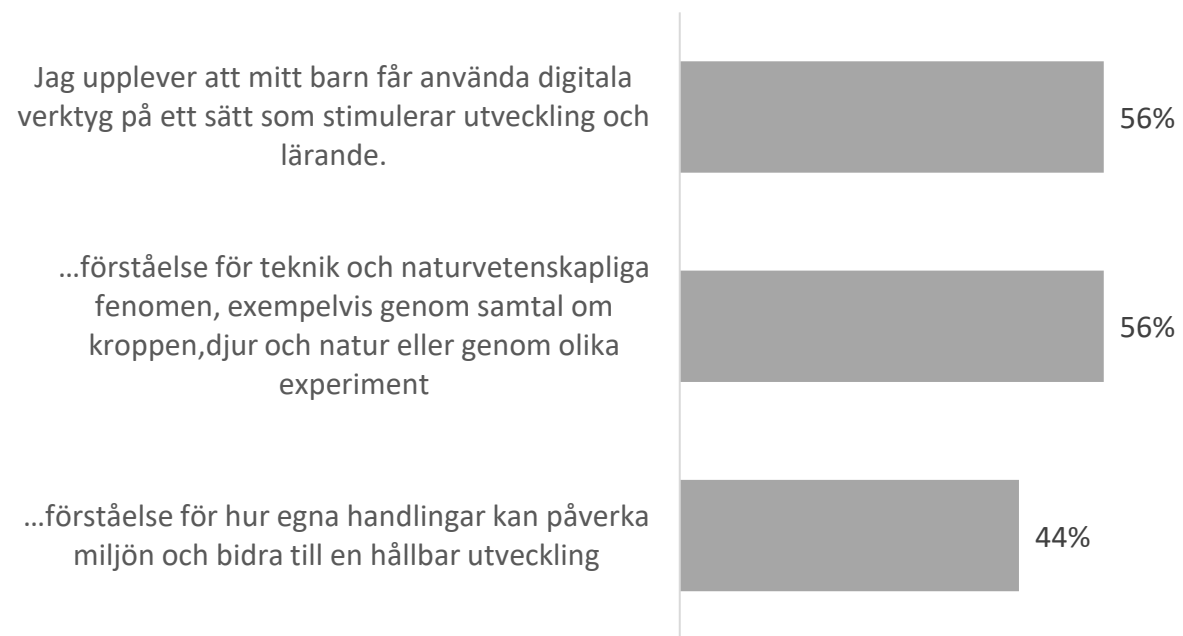 Jag upplever att mitt barn får använda digitala
verktyg på ett sätt som stimulerar utveckling och
lärande.
56%
…förståelse för teknik och naturvetenskapliga
fenomen, exempelvis genom samtal om
kroppen,djur och natur eller genom olika
experiment
56%
…förståelse för hur egna handlingar kan påverka
miljön och bidra till en hållbar utveckling
44%